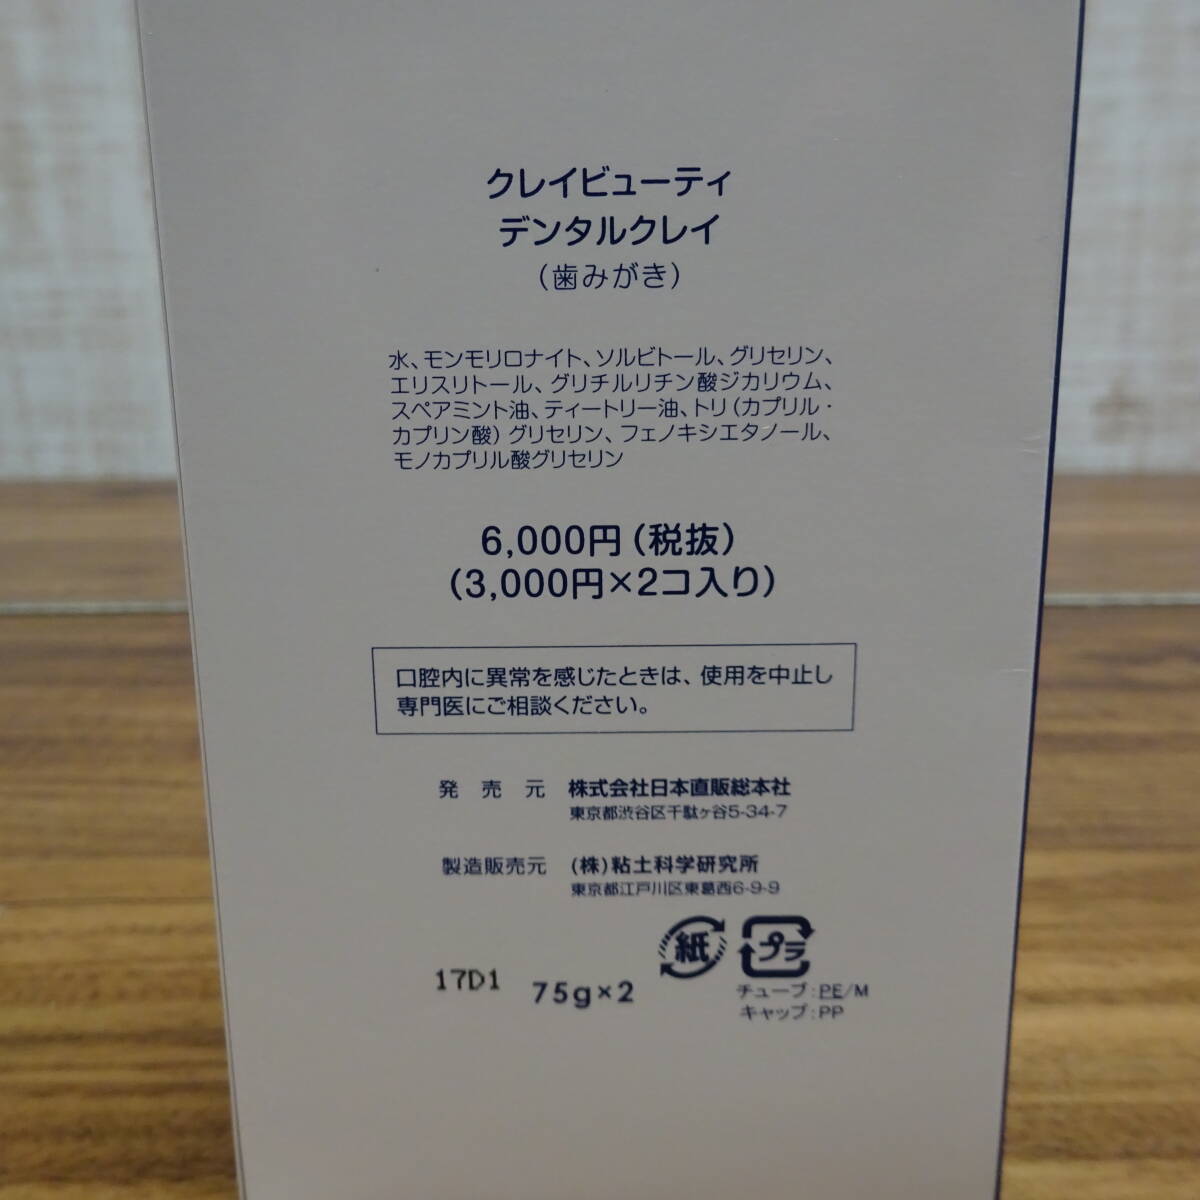 クレイビューティ
デンタルクレイ
（歯みがき）
水、モンモリロナイト、ソルビトール、グリセリン、
エリスリトール、グリチルリチン酸ジカリウム、
スペアミント油、ティートリー油、トリ（カプリル・
カプリン酸）グリセリン、フェノキシエタノール、
モノカプリル酸グリセリン
6,000円（税抜）
（3,000円×2コ入り）
口腔内に異常を感じたときは、使用を中止し
専門医にご相談ください。
発売元 株式会社日本直販総本社
東京都渋谷区千駄ヶ谷5-34-7
製造販売元 （株）粘土科学研究所
東京都江戸川区東葛西6-9-9
紙 プラ
17D1 75g×2
チューブ：PE/M
キャップ：PP